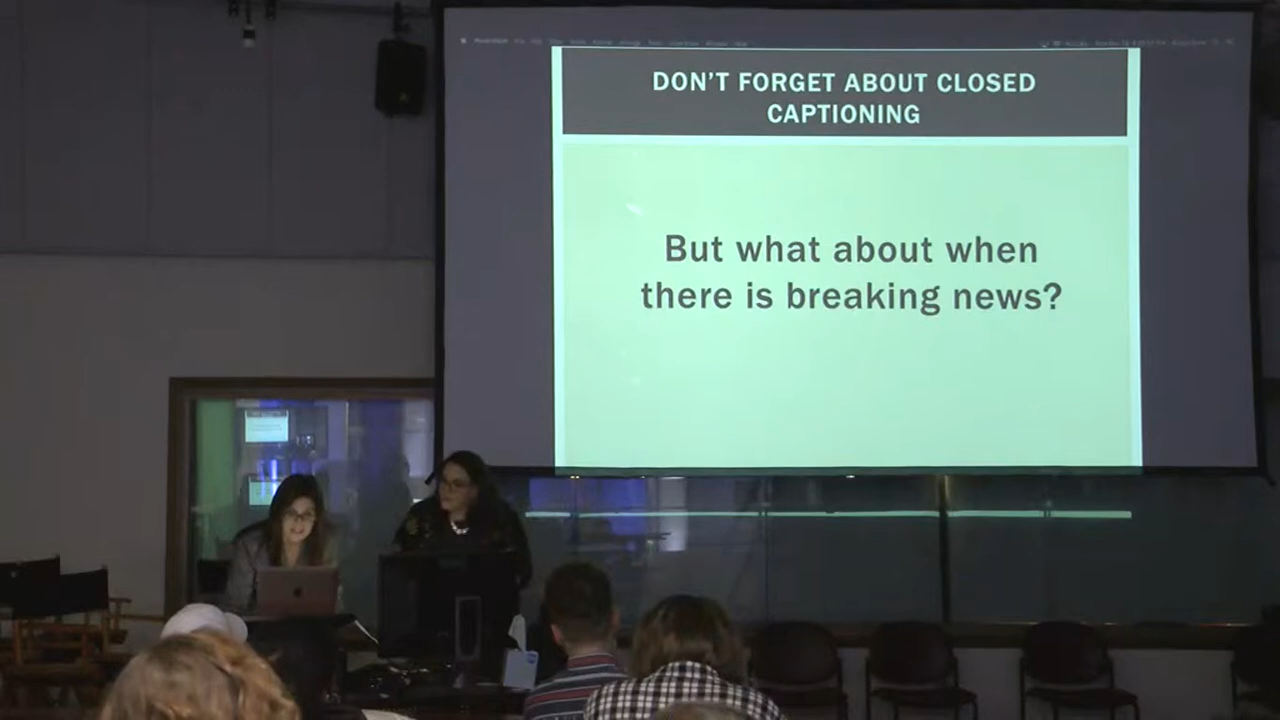 DON'T FORGET ABOUT CLOSED
CAPTIONING
But what about when
there is breaking news?